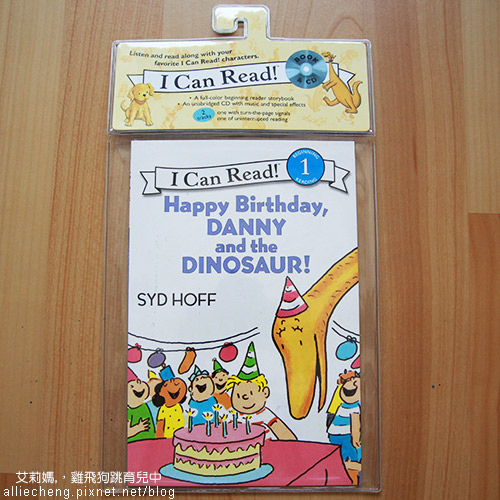 Listen and read along with your
favorite I Can Read! characters.
BOOK
& CD
I Can Read!
• A full-color beginning reader storybook
• An unabridged CD with music and special effects
2
tracks
one with turn-the-page signals
one of uninterrupted reading
I Can Read!
BEGINNING
1
READING
Happy Birthday,
DANNY
and the
DINOSAUR!
SYD HOFF
艾莉媽,，雞飛狗跳育兒中
alliecheng.pixnet.net/blog